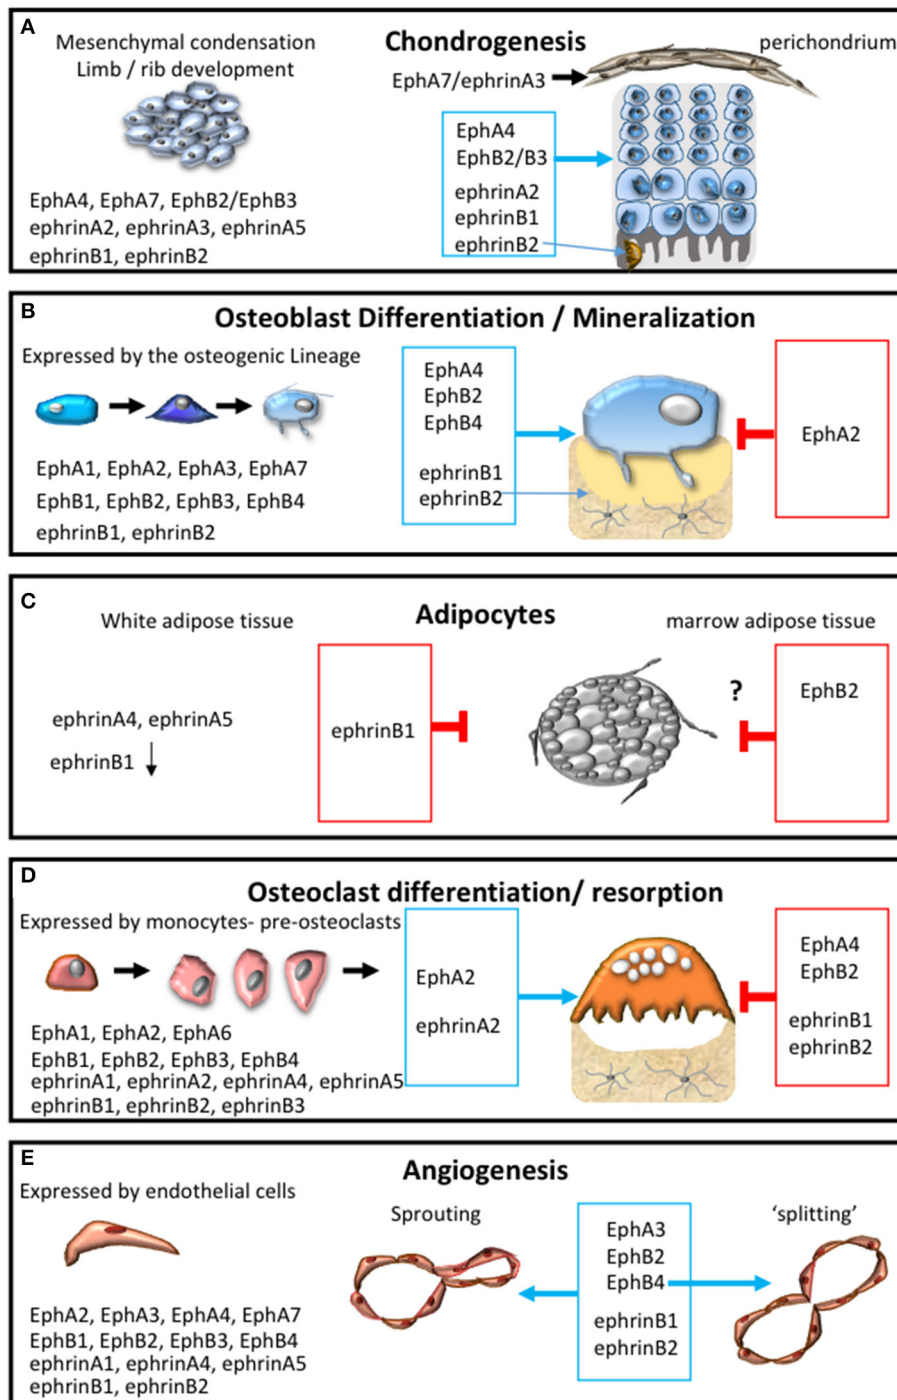 A
Mesenchymal condensation
Limb / rib development
EphA4, EphA7, EphB2/EphB3
ephrinA2, ephrinA3, ephrinA5
ephrinB1, ephrinB2
Chondrogenesis
perichondrium
EphA7/ephrinA3
EphA4
EphB2/B3
ephrinA2
ephrinB1
ephrinB2
B
Osteoblast Differentiation / Mineralization
Expressed by the osteogenic Lineage
EphA1, EphA2, EphA3, EphA7
EphB1, EphB2, EphB3, EphB4
ephrinB1, ephrinB2
EphA4
EphB2
EphB4
ephrinB1
ephrinB2
EphA2
C
Adipocytes
White adipose tissue
marrow adipose tissue
ephrinA4, ephrinA5
ephrinB1 ↓
ephrinB1
?
EphB2
D
Osteoclast differentiation/ resorption
Expressed by monocytes- pre-osteoclasts
EphA1, EphA2, EphA6
EphB1, EphB2, EphB3, EphB4
ephrinA1, ephrinA2, ephrinA4, ephrinA5
ephrinB1, ephrinB2, ephrinB3
EphA2
ephrinA2
EphA4
EphB2
ephrinB1
ephrinB2
E
Angiogenesis
Expressed by endothelial cells
EphA2, EphA3, EphA4, EphA7
EphB1, EphB2, EphB3, EphB4
ephrinA1, ephrinA4, ephrinA5
ephrinB1, ephrinB2
Sprouting
EphA3
EphB2
EphB4
ephrinB1
ephrinB2
‘splitting’